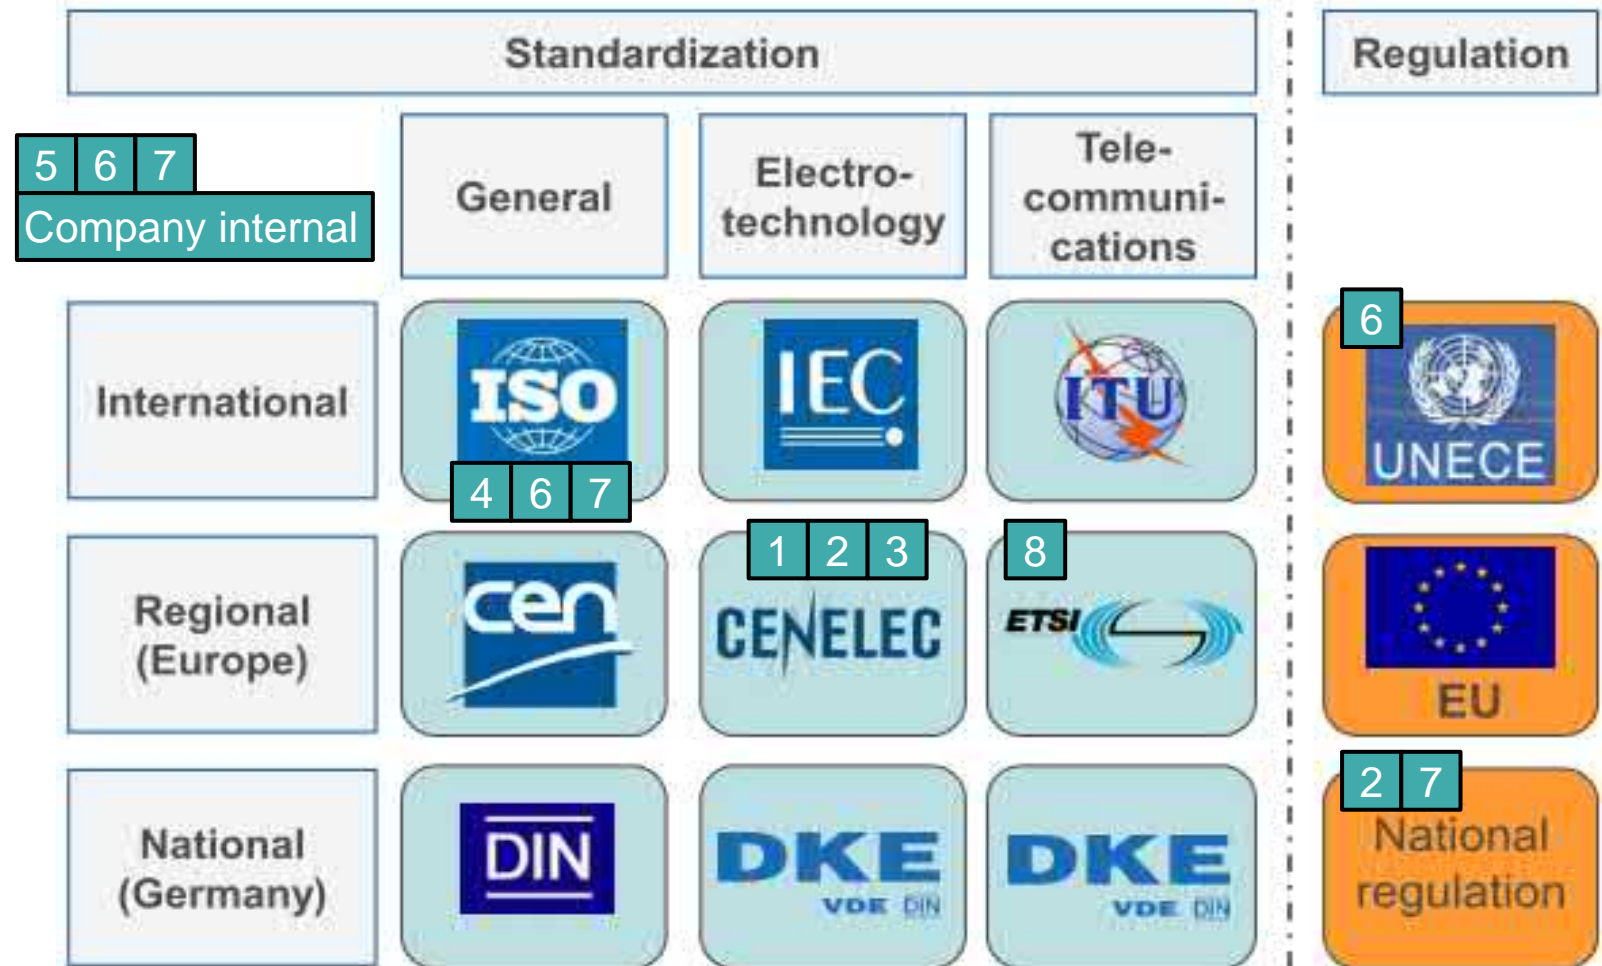 Standardization
Regulation
5 6 7
Company internal
General
Electro-
technology
Tele-
communi-
cations
International
ISO
4 6 7
IEC
ITU
6
UNECE
Regional
(Europe)
cen
1 2 3
CENELEC
8
ETSI
EU
National
(Germany)
DIN
DKE
VDE DIN
DKE
VDE DIN
2 7
National
regulation